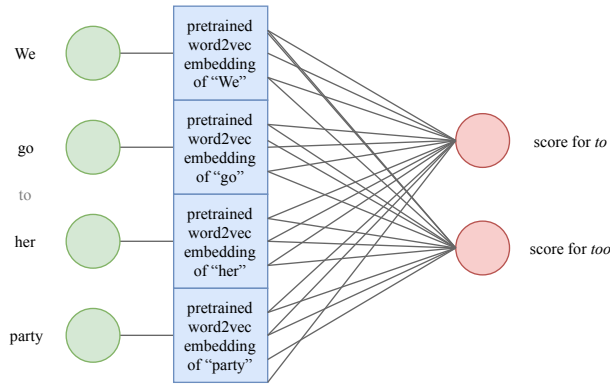 We
pretrained
word2vec
embedding
of “We”
go
pretrained
word2vec
embedding
of “go”
to
her
pretrained
word2vec
embedding
of “her”
party
pretrained
word2vec
embedding
of “party”
score for to
score for too